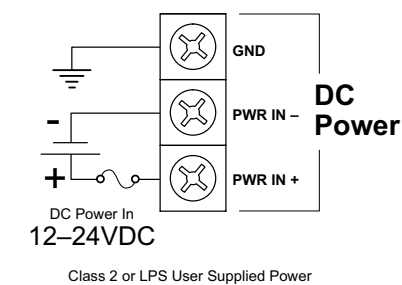 GND
-
PWR IN –
DC
Power
+
PWR IN +
DC Power In
12–24VDC
Class 2 or LPS User Supplied Power